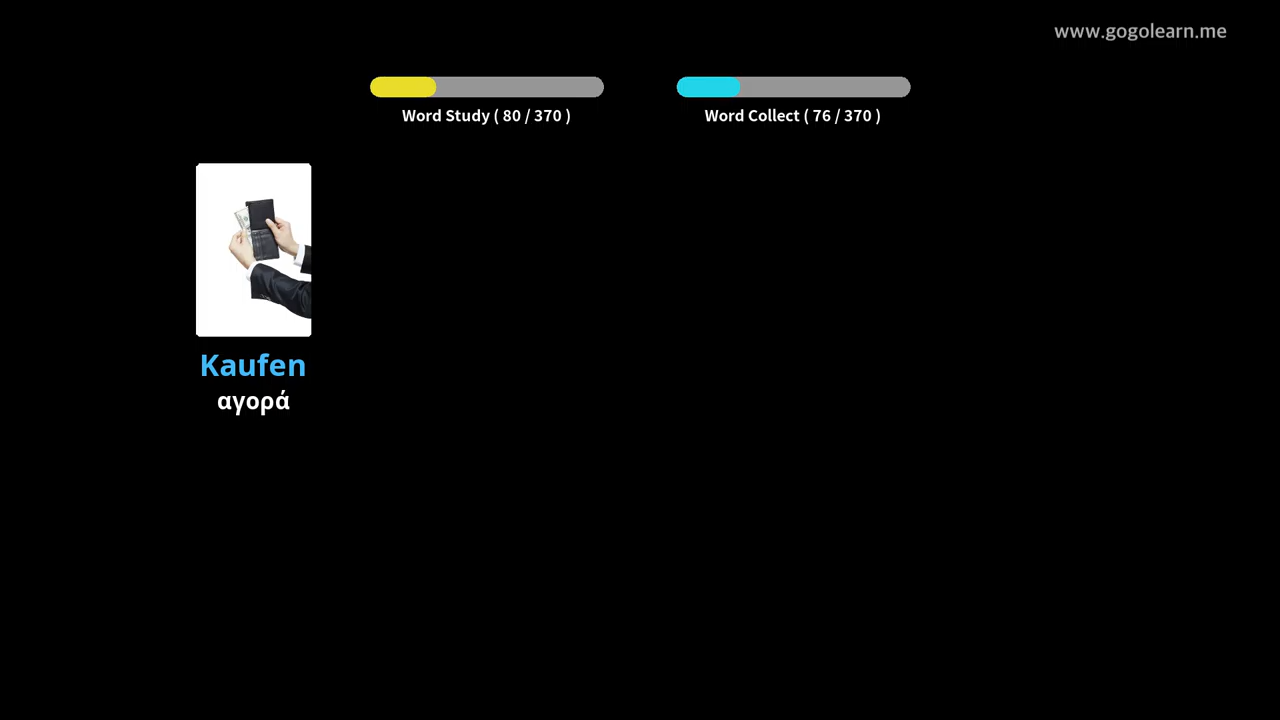 www.gogolearn.me
Word Study ( 80 / 370 )
Word Collect ( 76 / 370 )
Kaufen
αγορά